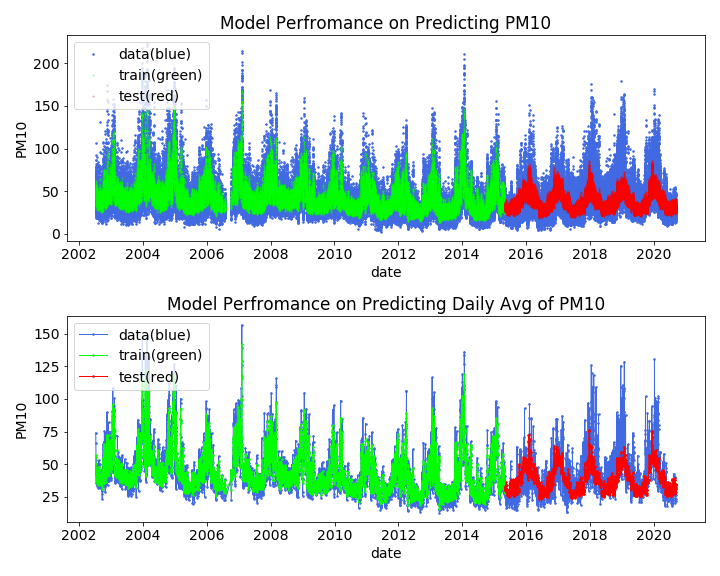 Model Perfromance on Predicting PM10
data(blue)
train(green)
test(red)
PM10
200
150
100
50
0
2002 2004 2006 2008 2010 2012 2014 2016 2018 2020
date
Model Perfromance on Predicting Daily Avg of PM10
data(blue)
train(green)
test(red)
PM10
150
125
100
75
50
25
2002 2004 2006 2008 2010 2012 2014 2016 2018 2020
date